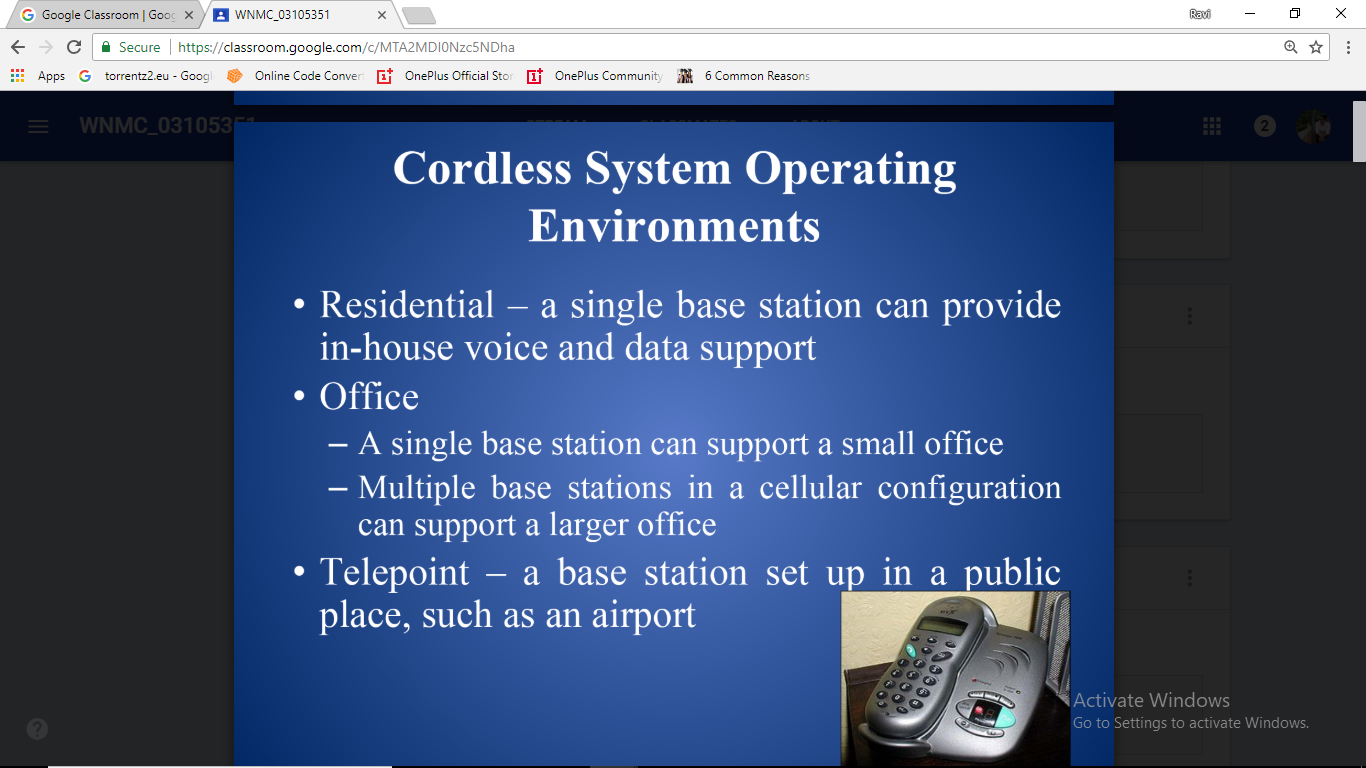 Google Classroom | Goog
WNMC_03105351
Ravi
Secure
https://classroom.google.com/c/MTA2MDI0Nzc5NDha
Apps
torrentz2.eu - Googl
Online Code Conver
OnePlus Official Stor
OnePlus Community
6 Common Reasons
WNMC_03105351
2
Cordless System Operating
Environments
• Residential – a single base station can provide
in-house voice and data support
• Office
– A single base station can support a small office
– Multiple base stations in a cellular configuration
can support a larger office
• Telepoint – a base station set up in a public
place, such as an airport
Activate Windows
Go to Settings to activate Windows.
?